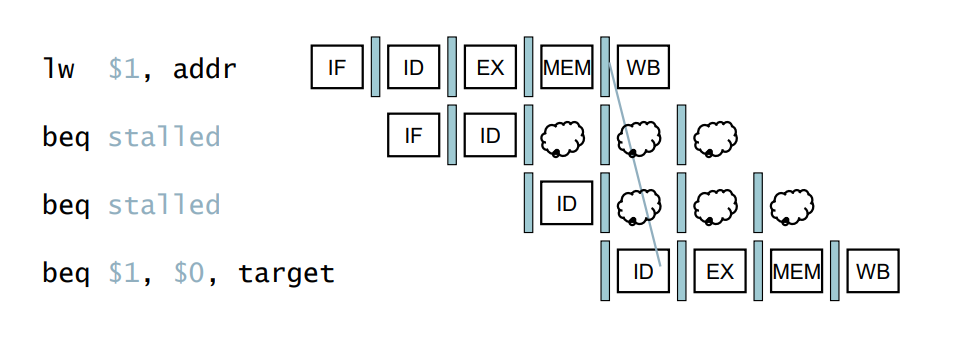 lw $1, addr IF ID EX MEM WB
beq stalled IF ID
beq stalled ID
beq $1, $0, target ID EX MEM WB